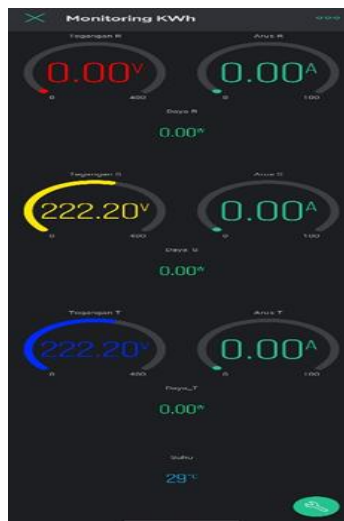 Monitoring KWh
Tegangan R Arus R
0.00V 0.00A
0 400 0 100
Daya R
0.00W
Tegangan S Arus S
222.20V 0.00A
0 400 0 100
Daya S
0.00W
Tegangan T Arus T
222.20V 0.00A
0 400 0 100
Daya_T
0.00W
Suhu
29°C